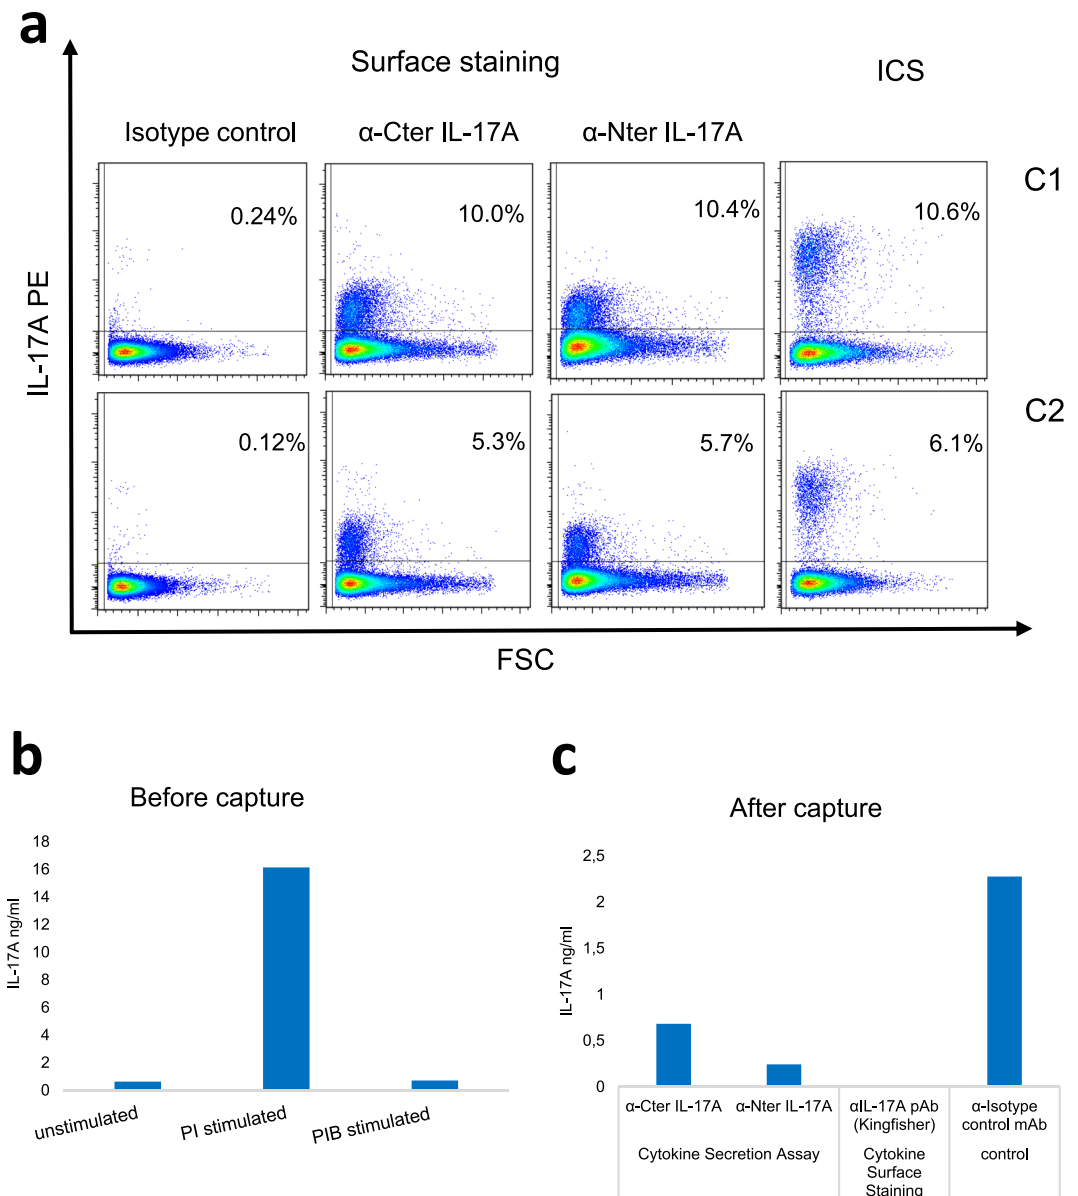 a
Surface staining
ICS
Isotype control
α-Cter IL-17A
α-Nter IL-17A
IL-17A PE
0.24%
10.0%
10.4%
10.6%
C1
0.12%
5.3%
5.7%
6.1%
C2
FSC
b
Before capture
IL-17A ng/ml
18
16
14
12
10
8
6
4
2
0
unstimulated
PI stimulated
PIB stimulated
c
After capture
IL-17A ng/ml
2,5
2
1,5
1
0,5
0
α-Cter IL-17A
α-Nter IL-17A
αIL-17A pAb
(Kingfisher)
α-Isotype
control mAb
Cytokine Secretion Assay
Cytokine
Surface
Staining
control